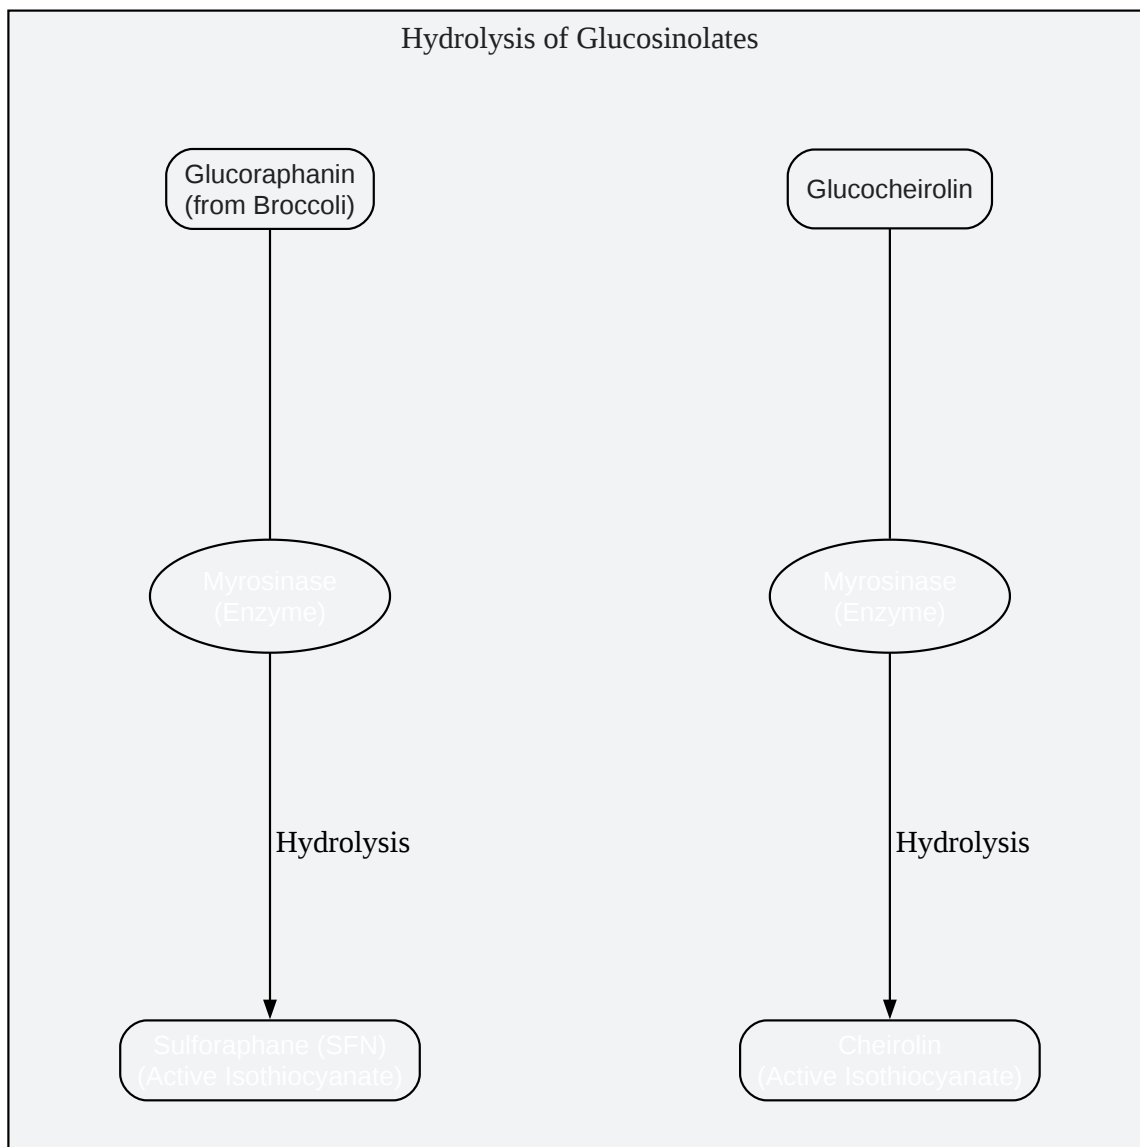 Hydrolysis of Glucosinolates
Glucoraphanin
(from Broccoli)
Glucocheirolin
Myrosinase
(Enzyme)
Myrosinase
(Enzyme)
Hydrolysis
Hydrolysis
Sulforaphane (SFN)
(Active Isothiocyanate)
Cheirolin
(Active Isothiocyanate)